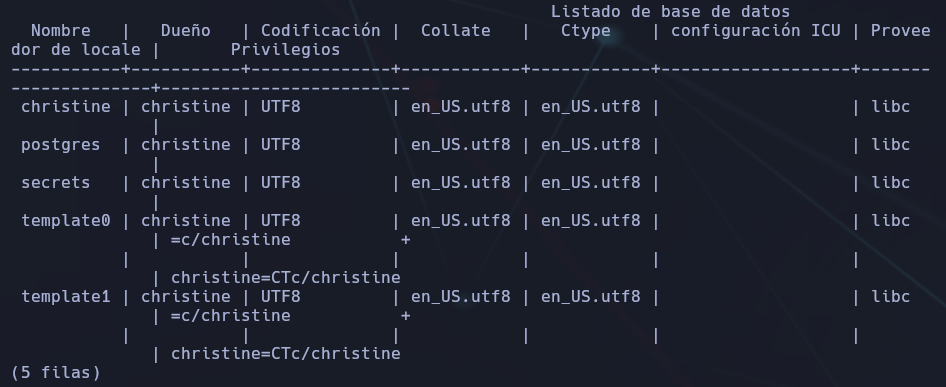 Listado de base de datos
  Nombre   |   Dueño   | Codificación |  Collate   |   Ctype    | configuración ICU | Provee
dor de locale |       Privilegios
-----------+-----------+--------------+------------+------------+-------------------+-------
--------------+-------------------------
 christine | christine | UTF8         | en_US.utf8 | en_US.utf8 |                   | libc
              |
 postgres  | christine | UTF8         | en_US.utf8 | en_US.utf8 |                   | libc
              |
 secrets   | christine | UTF8         | en_US.utf8 | en_US.utf8 |                   | libc
              |
 template0 | christine | UTF8         | en_US.utf8 | en_US.utf8 |                   | libc
              | =c/christine           +
           |           |              |            |            |                   |
              | christine=CTc/christine
 template1 | christine | UTF8         | en_US.utf8 | en_US.utf8 |                   | libc
              | =c/christine           +
           |           |              |            |            |                   |
              | christine=CTc/christine
(5 filas)